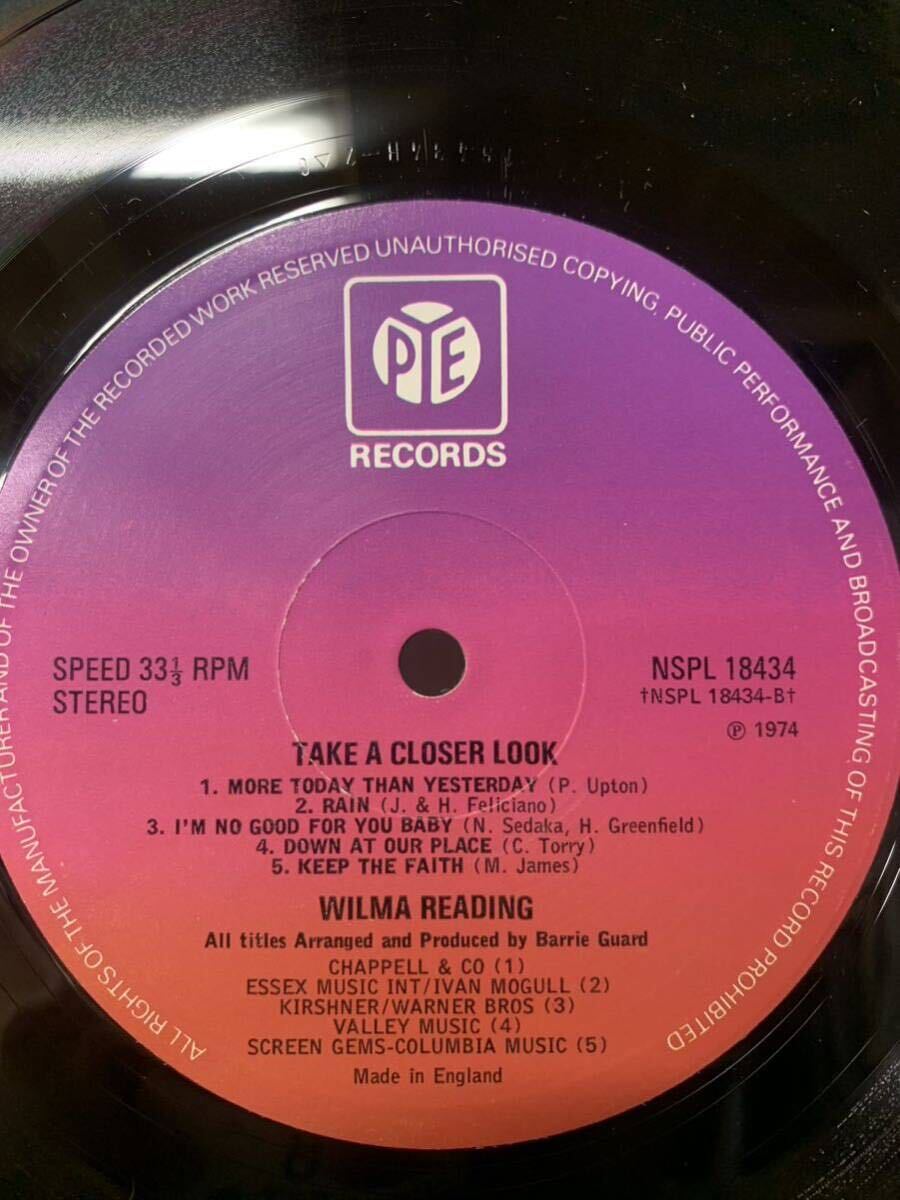 ALL RIGHTS OF THE MANUFACTURER AND OF THE OWNER OF THE RECORDED WORK RESERVED UNAUTHORISED COPYING, PUBLIC PERFORMANCE AND BROADCASTING OF THIS RECORD PROHIBITED
PYE
RECORDS
SPEED 33⅓ RPM
STEREO
NSPL 18434
†NSPL 18434-B†
℗ 1974
TAKE A CLOSER LOOK
1. MORE TODAY THAN YESTERDAY (P. Upton)
2. RAIN (J. & H. Feliciano)
3. I'M NO GOOD FOR YOU BABY (N. Sedaka, H. Greenfield)
4. DOWN AT OUR PLACE (C. Torry)
5. KEEP THE FAITH (M. James)
WILMA READING
All titles Arranged and Produced by Barrie Guard
CHAPPELL & CO (1)
ESSEX MUSIC INT/IVAN MOGULL (2)
KIRSHNER/WARNER BROS (3)
VALLEY MUSIC (4)
SCREEN GEMS-COLUMBIA MUSIC (5)
Made in England